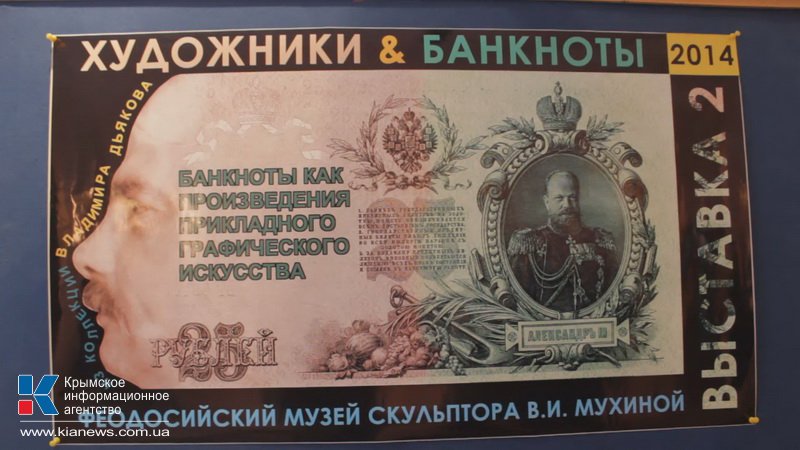 ХУДОЖНИКИ & БАНКНОТЫ
2014
ВЫСТАВКА 2
ИЗ КОЛЛЕКЦИИ ВЛАДИМИРА ДЬЯКОВА
БАНКНОТЫ КАК
ПРОИЗВЕДЕНИЯ
ПРИКЛАДНОГО
ГРАФИЧЕСКОГО
ИСКУССТВА
25
РУБЛЕЙ
АЛЕКСАНДРЪ III
ФЕОДОСИЙСКИЙ МУЗЕЙ СКУЛЬПТОРА В.И. МУХИНОЙ
Крымское
информационное
агентство
www.kianews.com.ua